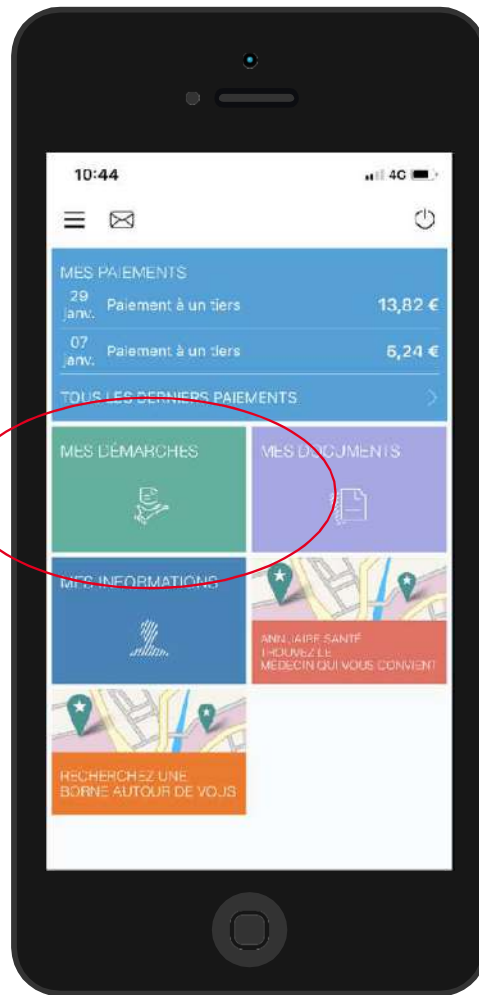 10:44
4G
MES PAIEMENTS
29 janv. Paiement à un tiers 13,82 €
07 janv. Paiement à un tiers 6,24 €
TOUS LES DERNIERS PAIEMENTS
MES DÉMARCHES
MES DOCUMENTS
MES INFORMATIONS
ANNUAIRE SANTÉ
TROUVEZ LE
MÉDECIN QUI VOUS CONVIENT
RECHERCHEZ UNE
BORNE AUTOUR DE VOUS